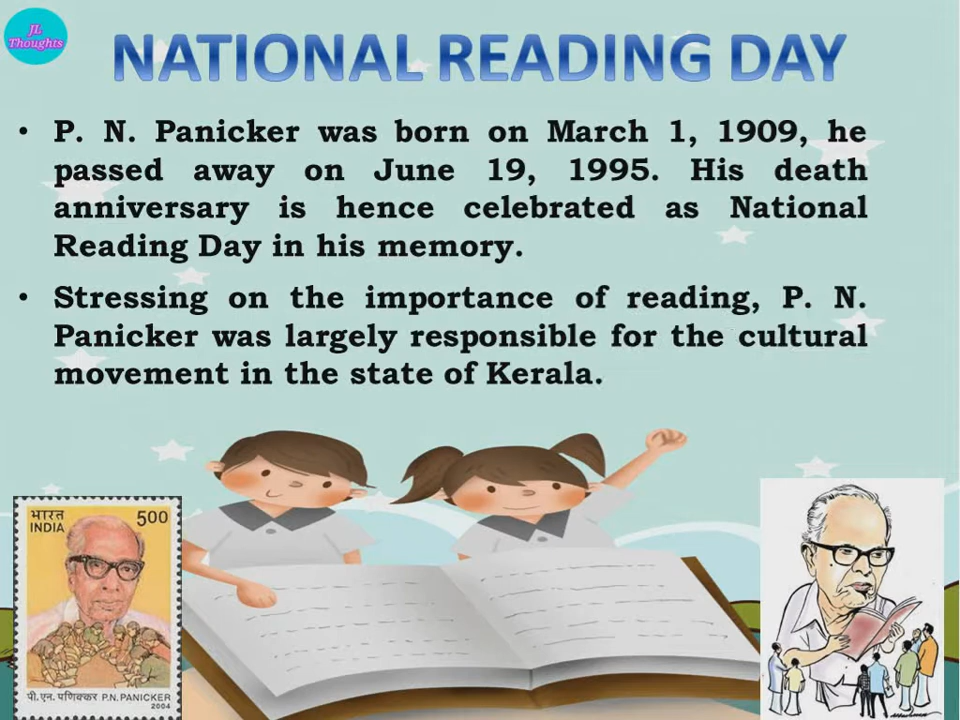 JL
Thoughts
NATIONAL READING DAY
• P. N. Panicker was born on March 1, 1909, he
passed away on June 19, 1995. His death
anniversary is hence celebrated as National
Reading Day in his memory.
• Stressing on the importance of reading, P. N.
Panicker was largely responsible for the cultural
movement in the state of Kerala.
भारत 500
INDIA
पी.एन. पणिक्कर P.N. PANICKER
2004